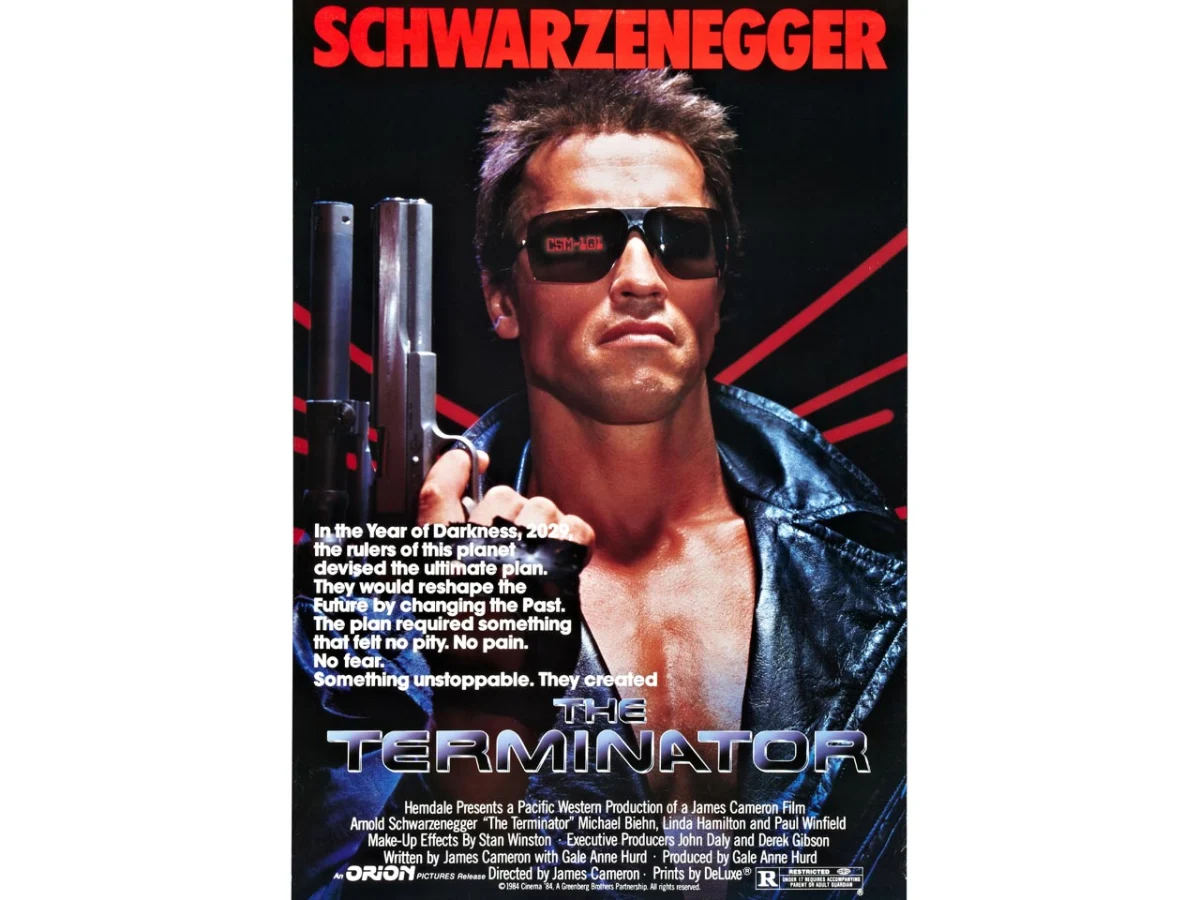 SCHWARZENEGGER
CSM-101
In the Year of Darkness, 2029,
the rulers of this planet
devised the ultimate plan.
They would reshape the
Future by changing the Past.
The plan required something
that felt no pity. No pain.
No fear.
Something unstoppable. They created
THE
TERMINATOR
Hemdale Presents a Pacific Western Production of a James Cameron Film
Arnold Schwarzenegger "The Terminator" Michael Biehn, Linda Hamilton and Paul Winfield
Make-Up Effects By Stan Winston · Executive Producers John Daly and Derek Gibson
Written by James Cameron with Gale Anne Hurd · Produced by Gale Anne Hurd
An ORION PICTURES Release Directed by James Cameron · Prints by DeLuxe®
©1984 Cinema '84, A Greenberg Brothers Partnership. All rights reserved.
R RESTRICTED
UNDER 17 REQUIRES ACCOMPANYING
PARENT OR ADULT GUARDIAN